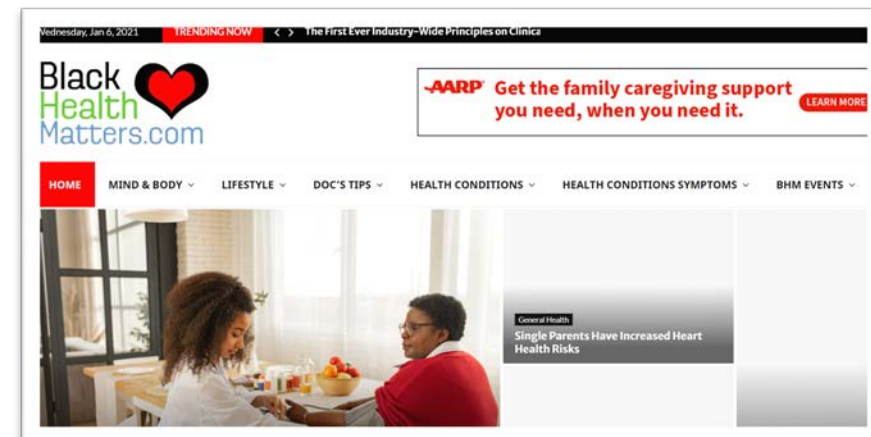 Wednesday, Jan 6, 2021 TRENDING NOW < > The First Ever Industry-Wide Principles on Clinica
Black
Health
Matters.com
AARP Get the family caregiving support
you need, when you need it.
LEARN MORE
HOME MIND & BODY LIFESTYLE DOC'S TIPS HEALTH CONDITIONS HEALTH CONDITIONS SYMPTOMS BHM EVENTS
General Health
Single Parents Have Increased Heart
Health Risks